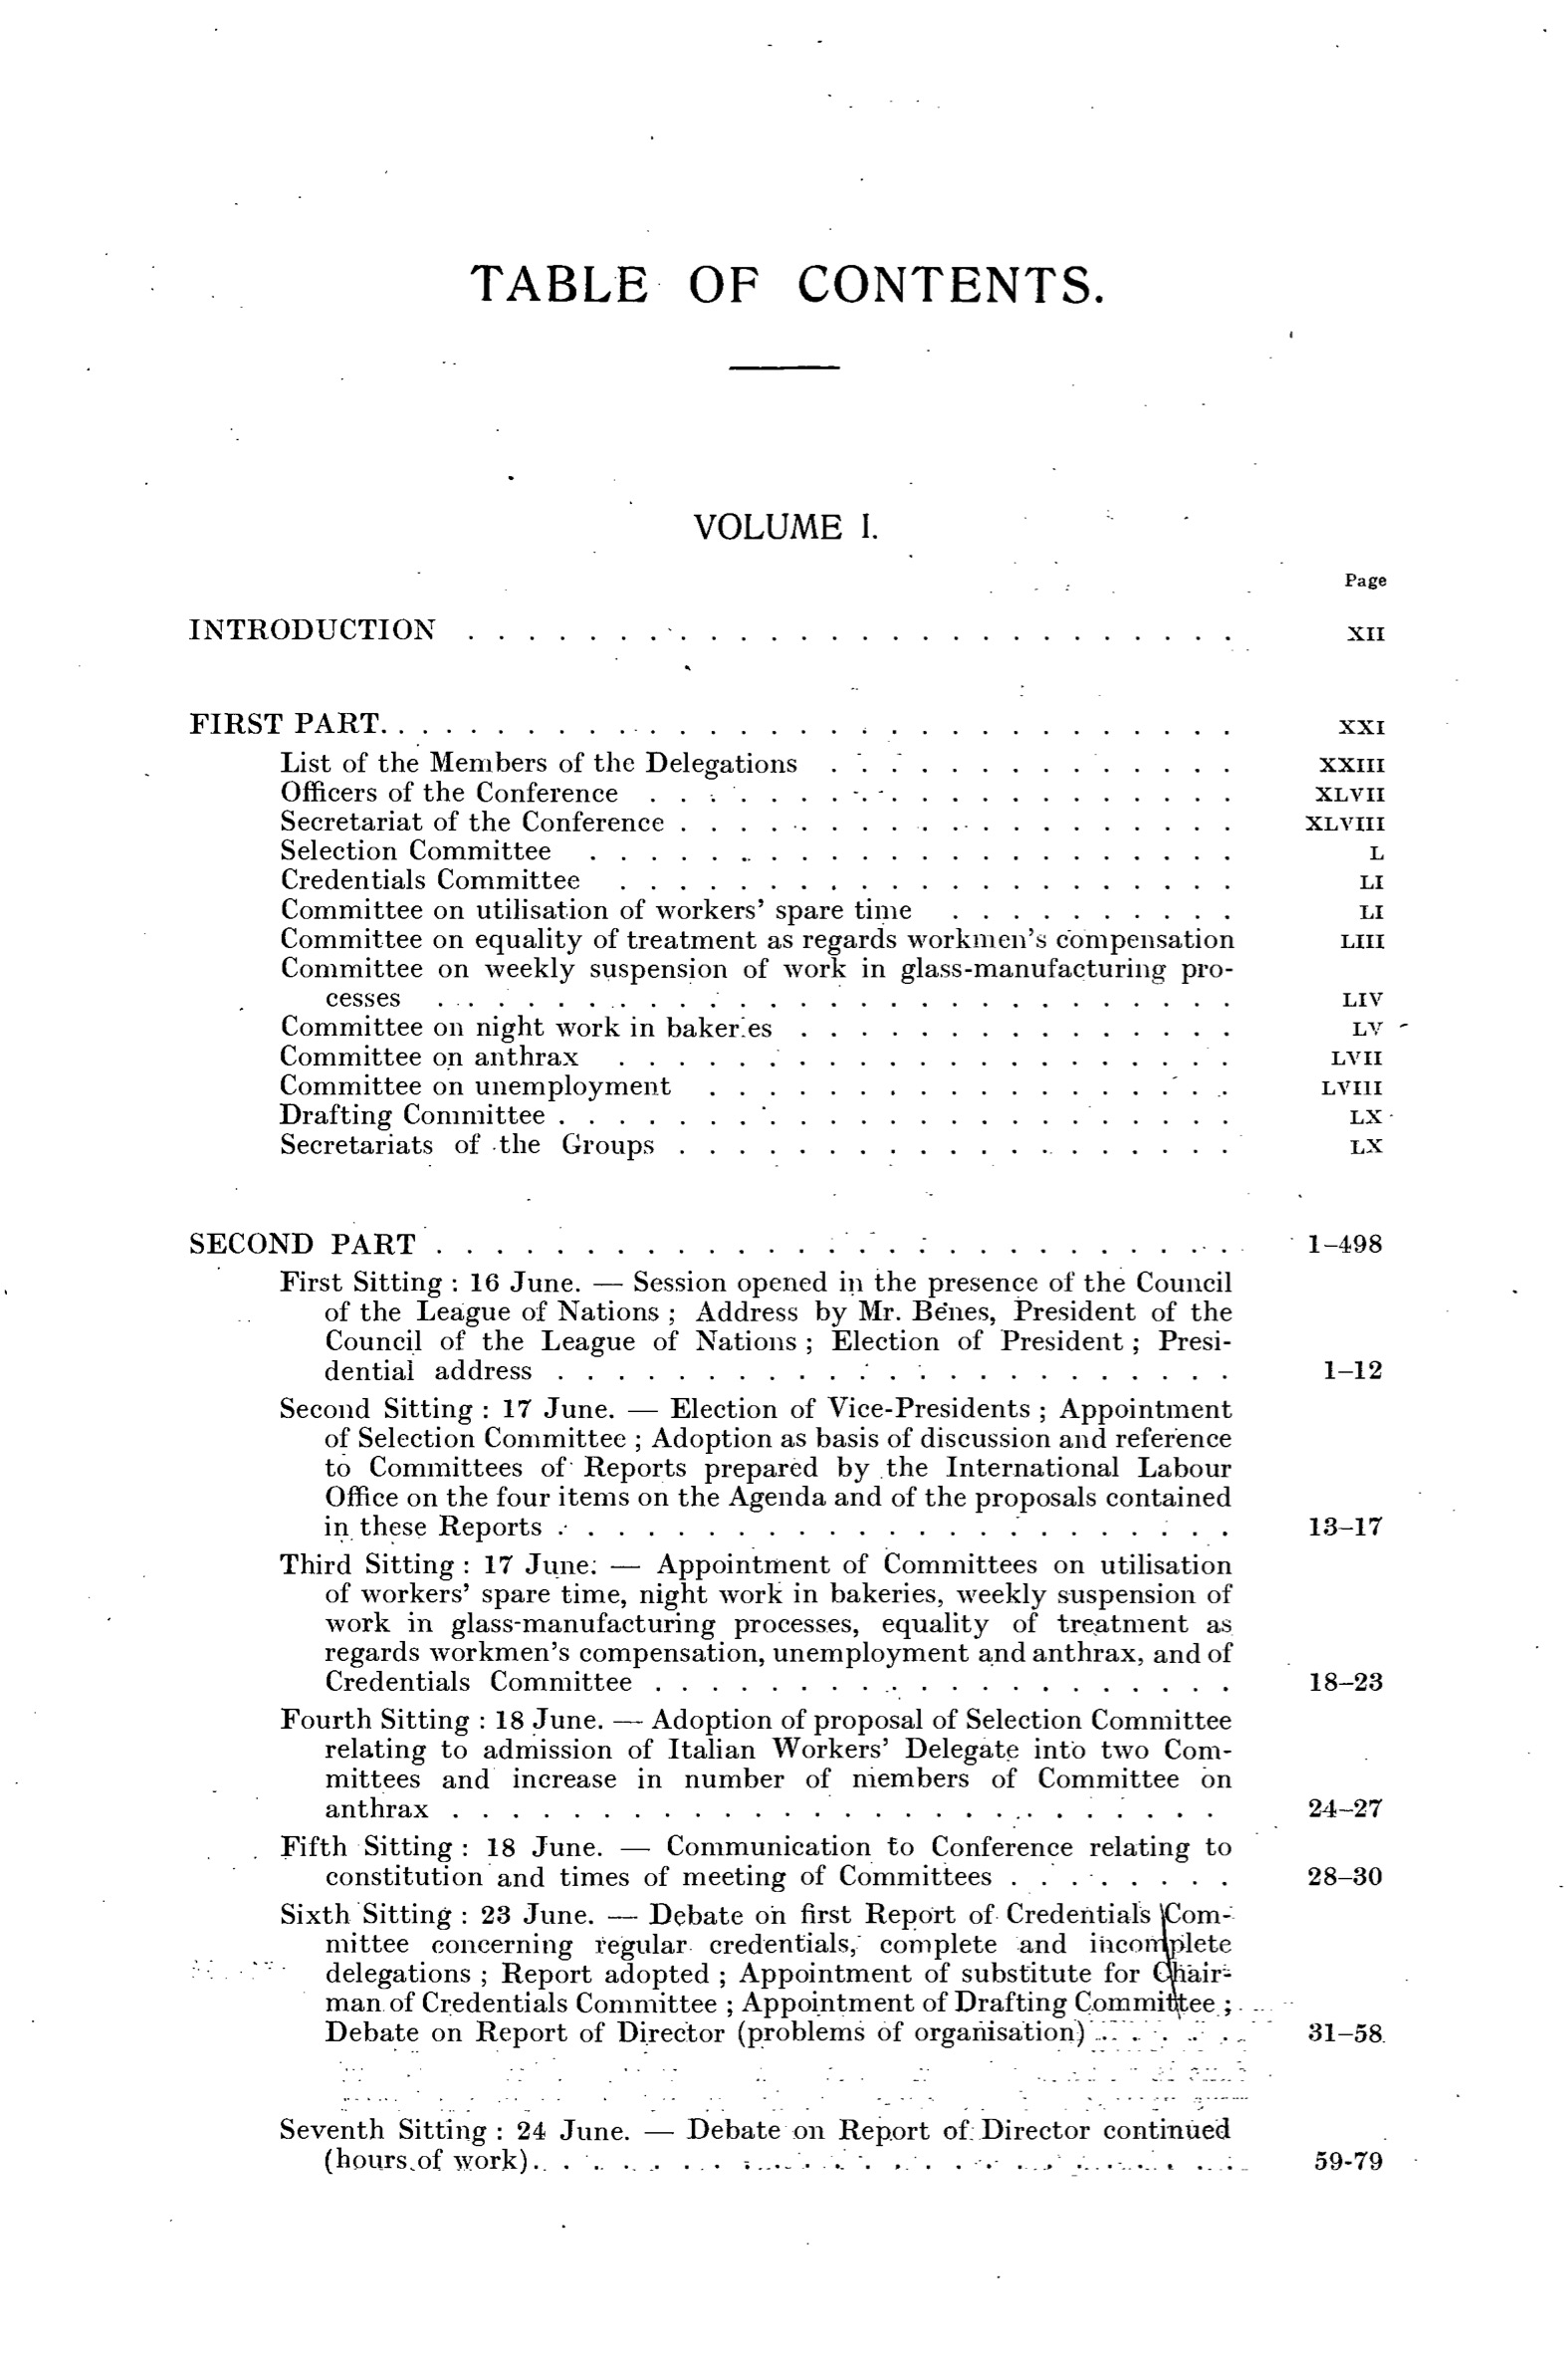 TABLE OF CONTENTS.
VOLUME I.
Page
INTRODUCTION . . . . . . . . . . . . . . . . . . . . . . . . . . XII
FIRST PART. . . . . . . . . . . . . . . . . . . . . . . . . . . . . XXI
List of the Members of the Delegations . . . . . . . . . . . . . . XXIII
Officers of the Conference . . . . . . . . . . . . . . . . . . . . XLVII
Secretariat of the Conference . . . . . . . . . . . . . . . . . . . XLVIII
Selection Committee . . . . . . . . . . . . . . . . . . . . . . L
Credentials Committee . . . . . . . . . . . . . . . . . . . . . LI
Committee on utilisation of workers' spare time . . . . . . . . . . LI
Committee on equality of treatment as regards workmen's compensation LIII
Committee on weekly suspension of work in glass-manufacturing pro-
cesses . . . . . . . . . . . . . . . . . . . . . . . . . . . LIV
Committee on night work in bakeries . . . . . . . . . . . . . . . LV
Committee on anthrax . . . . . . . . . . . . . . . . . . . . . LVII
Committee on unemployment . . . . . . . . . . . . . . . . . . LVIII
Drafting Committee . . . . . . . . . . . . . . . . . . . . . . . LX
Secretariats of the Groups . . . . . . . . . . . . . . . . . . . LX
SECOND PART . . . . . . . . . . . . . . . . . . . . . . . . . . . 1–498
First Sitting : 16 June. — Session opened in the presence of the Council
of the League of Nations ; Address by Mr. Benes, President of the
Council of the League of Nations ; Election of President ; Presi-
dential address . . . . . . . . . . . . . . . . . . . . . . . 1–12
Second Sitting : 17 June. — Election of Vice-Presidents ; Appointment
of Selection Committee ; Adoption as basis of discussion and reference
to Committees of Reports prepared by the International Labour
Office on the four items on the Agenda and of the proposals contained
in these Reports . . . . . . . . . . . . . . . . . . . . . . . 13–17
Third Sitting : 17 June. — Appointment of Committees on utilisation
of workers' spare time, night work in bakeries, weekly suspension of
work in glass-manufacturing processes, equality of treatment as
regards workmen's compensation, unemployment and anthrax, and of
Credentials Committee . . . . . . . . . . . . . . . . . . . . 18–23
Fourth Sitting : 18 June. — Adoption of proposal of Selection Committee
relating to admission of Italian Workers' Delegate into two Com-
mittees and increase in number of members of Committee on
anthrax . . . . . . . . . . . . . . . . . . . . . . . . . . 24–27
Fifth Sitting : 18 June. — Communication to Conference relating to
constitution and times of meeting of Committees . . . . . . . . 28–30
Sixth Sitting : 23 June. — Debate on first Report of Credentials Com-
mittee concerning regular credentials, complete and incomplete
delegations ; Report adopted ; Appointment of substitute for Chair-
man of Credentials Committee ; Appointment of Drafting Committee ;
Debate on Report of Director (problems of organisation) . . . . . 31–58
Seventh Sitting : 24 June. — Debate on Report of Director continued
(hours of work) . . . . . . . . . . . . . . . . . . . . . . . . 59-79